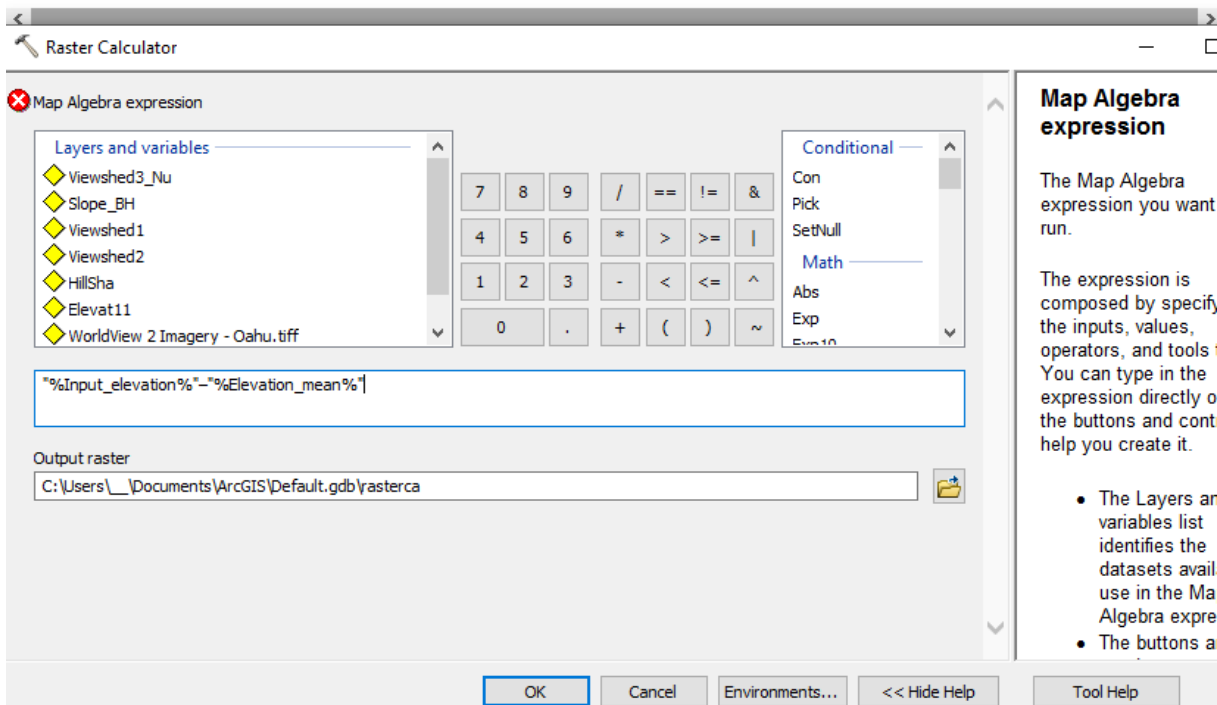 Raster Calculator
Map Algebra expression
Layers and variables
Viewshed3_Nu
Slope_BH
Viewshed1
Viewshed2
HillSha
Elevat11
WorldView 2 Imagery - Oahu.tiff
7 8 9 / == != &
4 5 6 * > >= |
1 2 3 - < <= ^
0 . + ( ) ~
Conditional
Con
Pick
SetNull
Math
Abs
Exp
Exp10
"%Input_elevation%"–"%Elevation_mean%"
Output raster
C:\Users\__\Documents\ArcGIS\Default.gdb\rasterca
OK Cancel Environments... << Hide Help Tool Help
Map Algebra
expression
The Map Algebra
expression you want
run.
The expression is
composed by specify
the inputs, values,
operators, and tools
You can type in the
expression directly o
the buttons and cont
help you create it.
• The Layers an
variables list
identifies the
datasets avail
use in the Ma
Algebra expre
• The buttons a